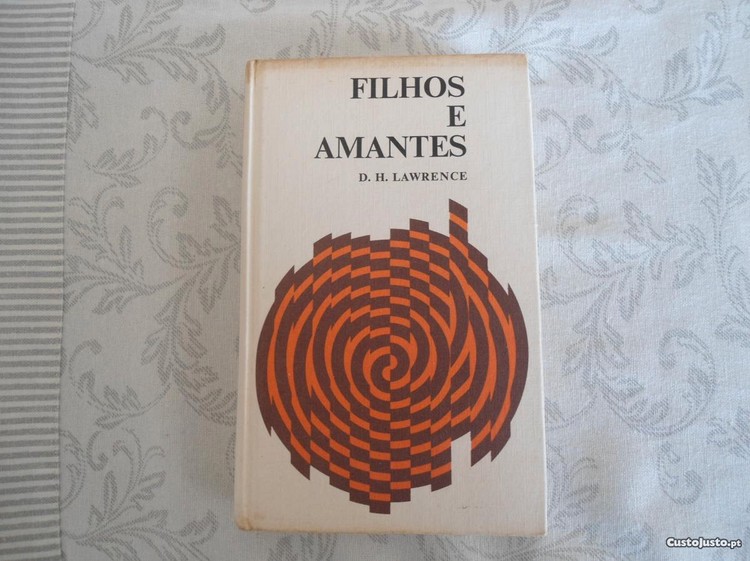 FILHOS
E
AMANTES
D. H. LAWRENCE
CustoJusto.pt